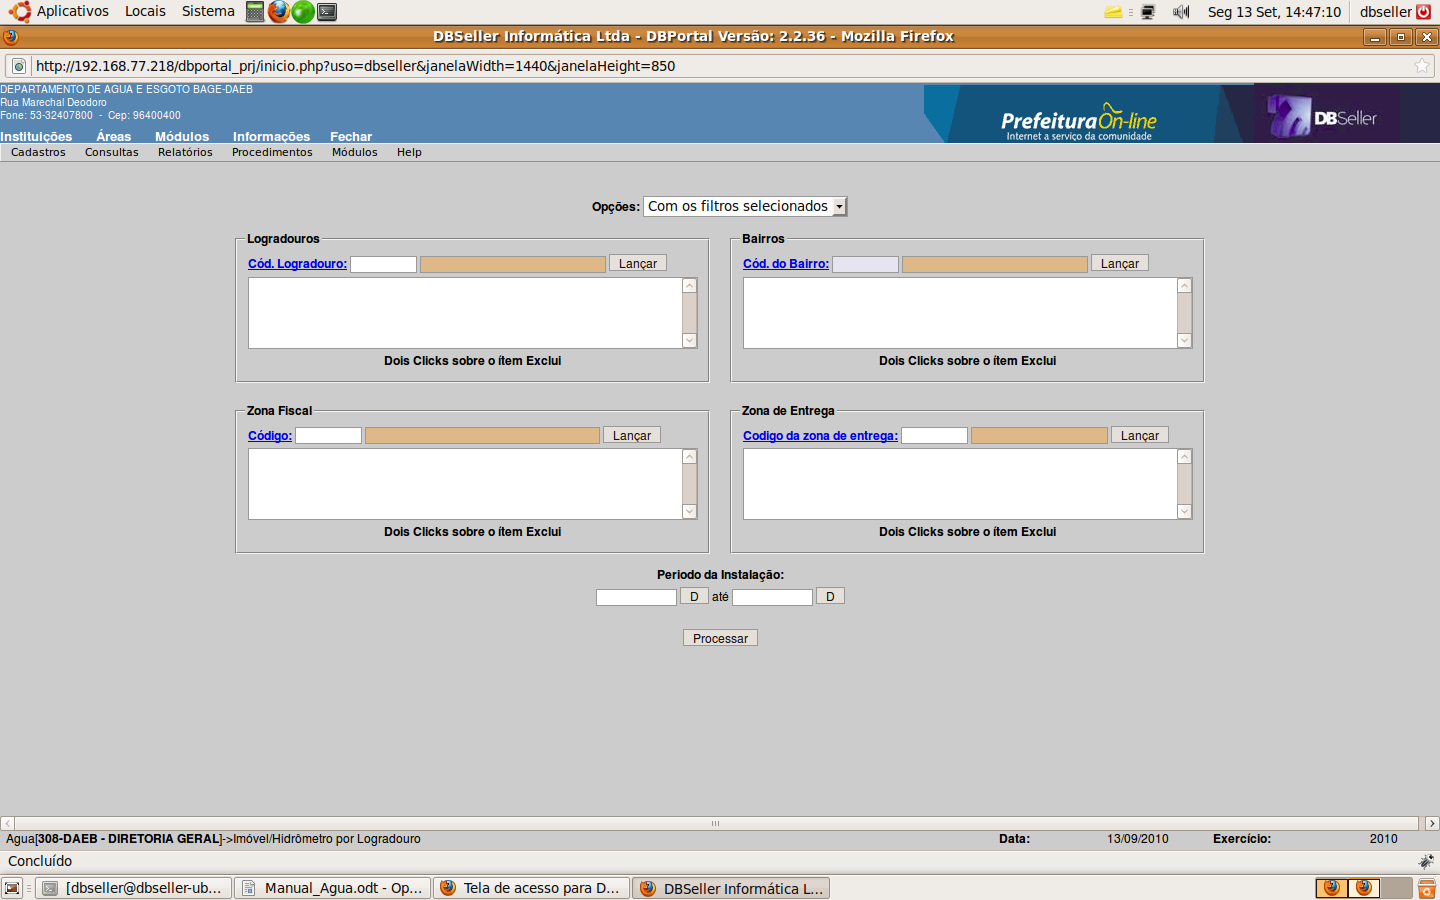 Aplicativos Locais Sistema Seg 13 Set, 14:47:10 dbseller
DBSeller Informática Ltda - DBPortal Versão: 2.2.36 - Mozilla Firefox
http://192.168.77.218/dbportal_prj/inicio.php?uso=dbseller&janelaWidth=1440&janelaHeight=850
DEPARTAMENTO DE AGUA E ESGOTO BAGE-DAEB
Rua Marechal Deodoro
Fone: 53-32407800 - Cep: 96400400
Prefeitura On-line
Internet a serviço da comunidade
DBSeller
Instituições Áreas Módulos Informações Fechar
Cadastros Consultas Relatórios Procedimentos Módulos Help
Opções: Com os filtros selecionados
Logradouros
Cód. Logradouro: Lançar
Dois Clicks sobre o ítem Exclui
Bairros
Cód. do Bairro: Lançar
Dois Clicks sobre o ítem Exclui
Zona Fiscal
Código: Lançar
Dois Clicks sobre o ítem Exclui
Zona de Entrega
Codigo da zona de entrega: Lançar
Dois Clicks sobre o ítem Exclui
Periodo da Instalação:
D até D
Processar
Agua[308-DAEB - DIRETORIA GERAL]->Imóvel/Hidrômetro por Logradouro Data: 13/09/2010 Exercício: 2010
Concluído
[dbseller@dbseller-ub... Manual_Agua.odt - Op... Tela de acesso para D... DBSeller Informática L...